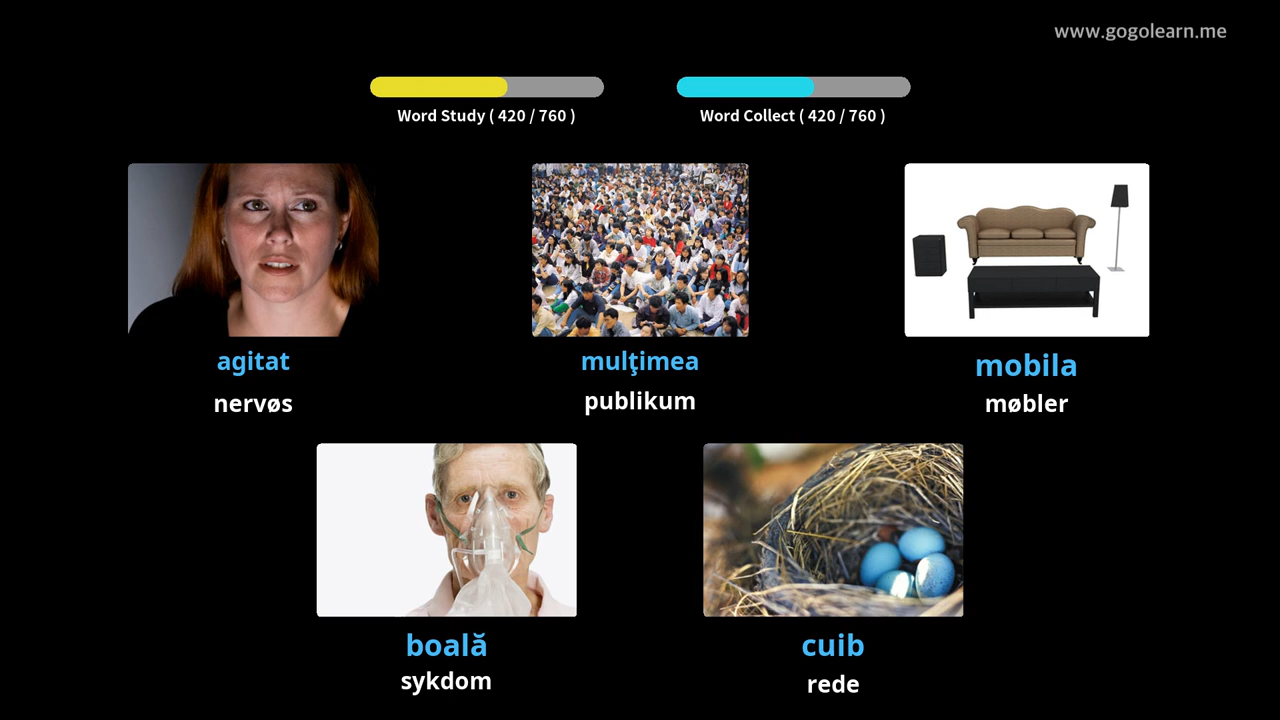 www.gogolearn.me
Word Study ( 420 / 760 )
Word Collect ( 420 / 760 )
agitat
nervøs
mulţimea
publikum
mobila
møbler
boală
sykdom
cuib
rede